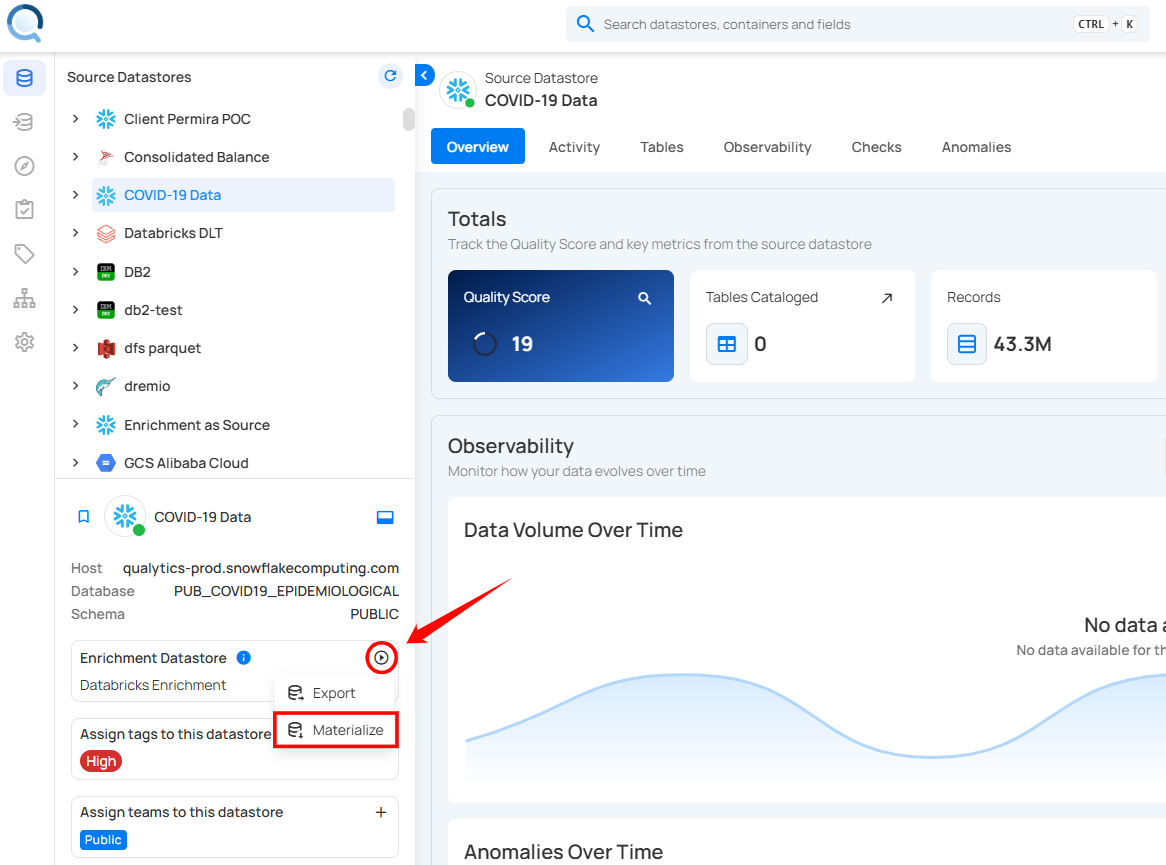 Search datastores, containers and fields
CTRL + K
Source Datastores
Client Permira POC
Consolidated Balance
COVID-19 Data
Databricks DLT
DB2
db2-test
dfs parquet
dremio
Enrichment as Source
GCS Alibaba Cloud
COVID-19 Data
Host qualytics-prod.snowflakecomputing.com
Database PUB_COVID19_EPIDEMIOLOGICAL
Schema PUBLIC
Enrichment Datastore
Databricks Enrichment
Export
Materialize
Assign tags to this datastore
High
Assign teams to this datastore
Public
Source Datastore
COVID-19 Data
Overview Activity Tables Observability Checks Anomalies
Totals
Track the Quality Score and key metrics from the source datastore
Quality Score
19
Tables Cataloged
0
Records
43.3M
Observability
Monitor how your data evolves over time
Data Volume Over Time
No data a
No data available for th
Anomalies Over Time